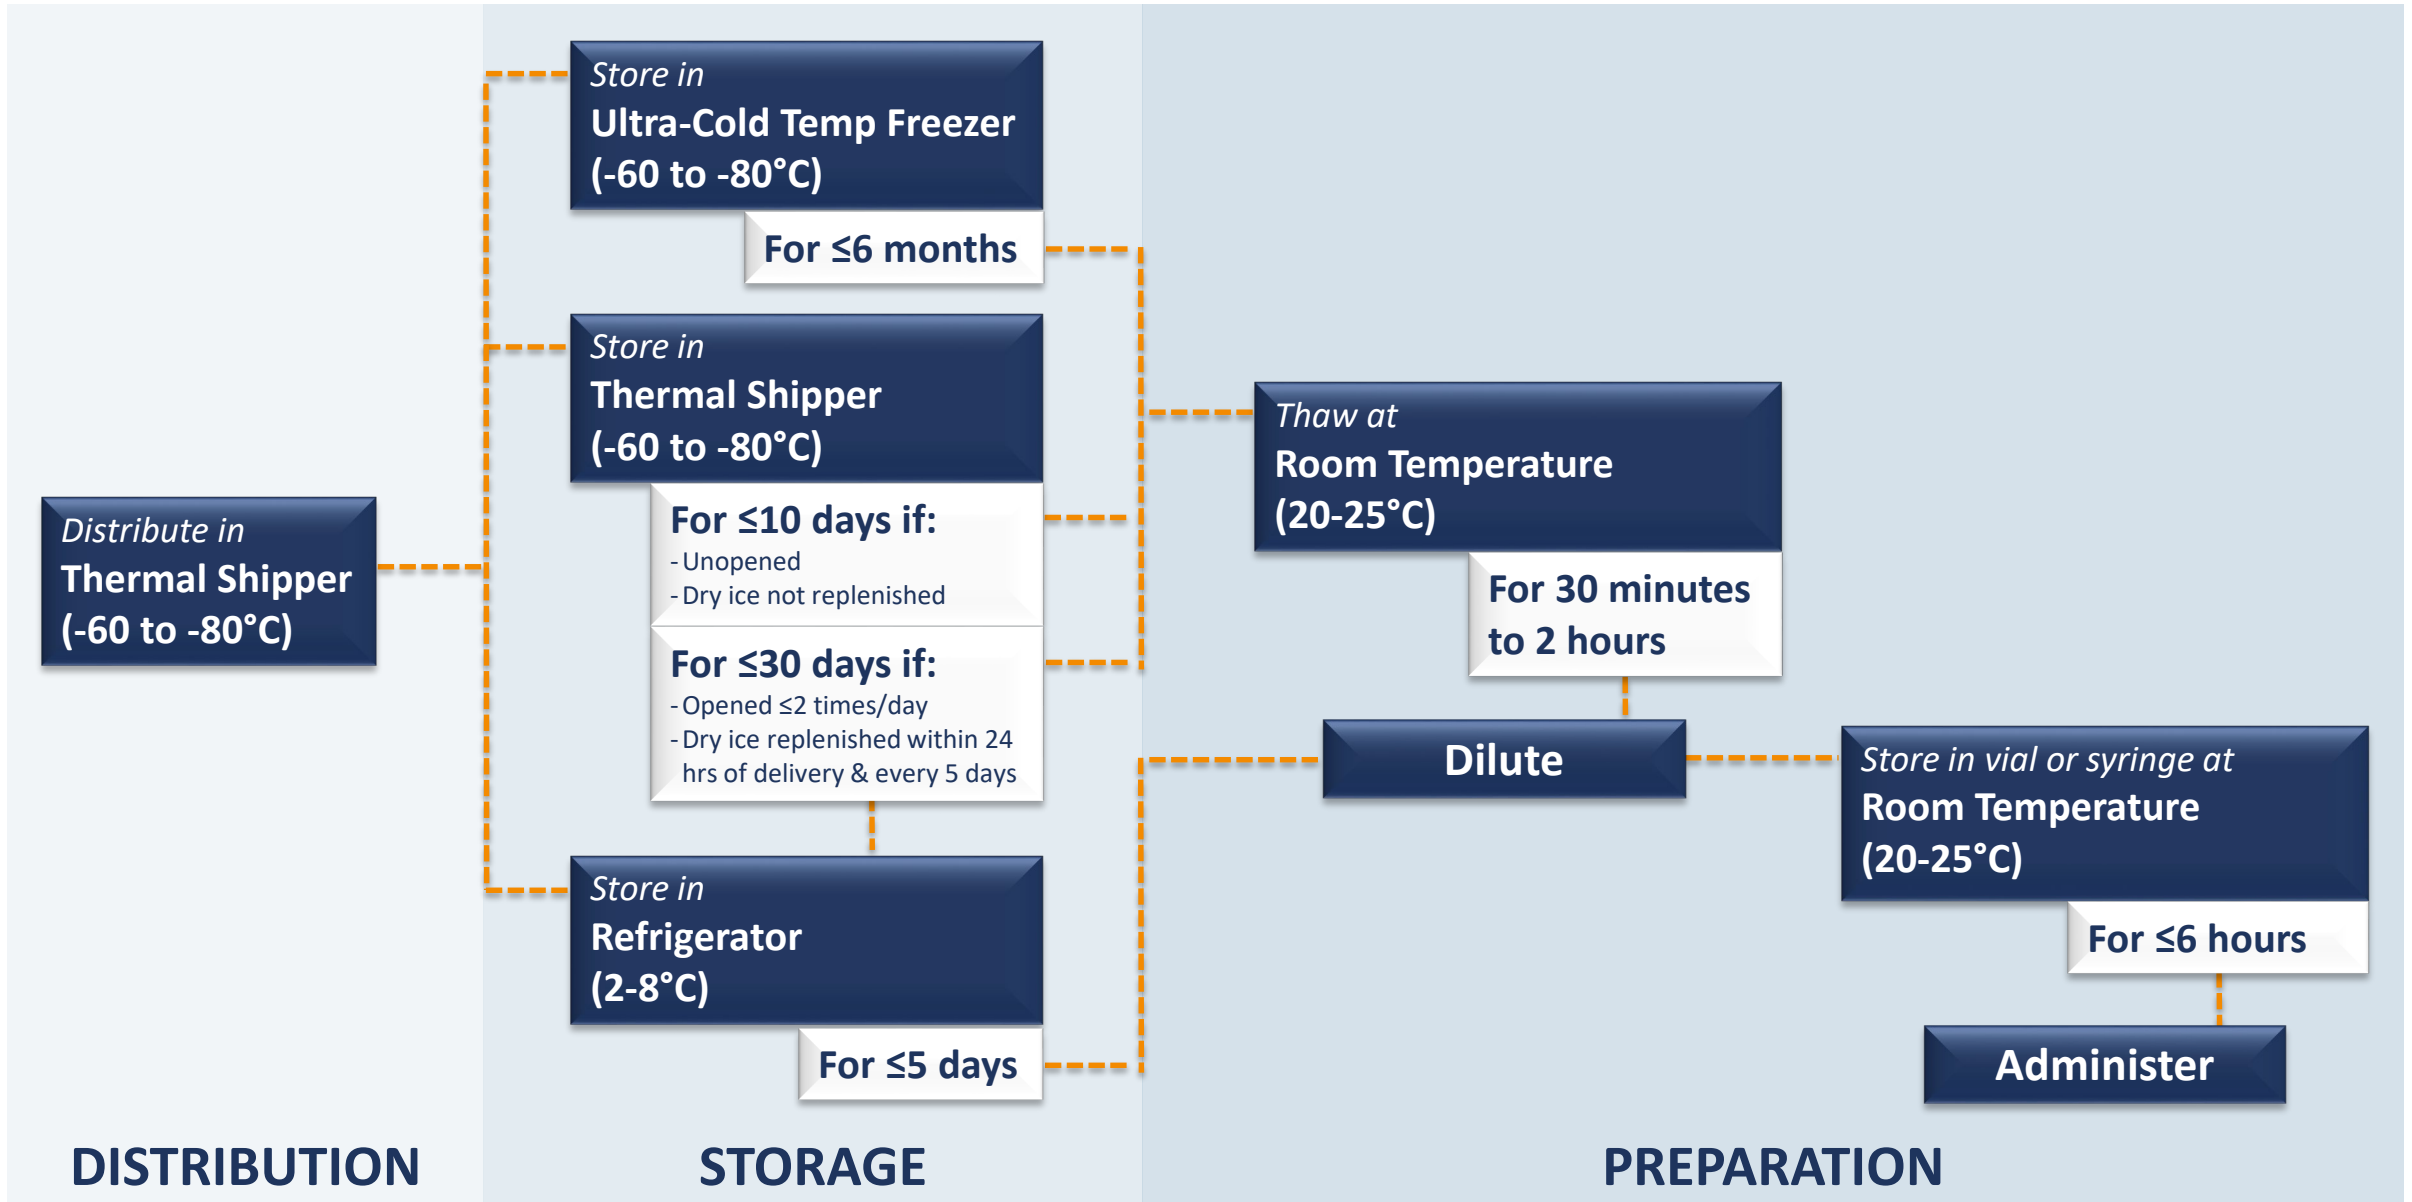 Distribute in
Thermal Shipper
(-60 to -80°C)
DISTRIBUTION
Store in
Ultra-Cold Temp Freezer
(-60 to -80°C)
For ≤6 months
Store in
Thermal Shipper
(-60 to -80°C)
For ≤10 days if:
- Unopened
- Dry ice not replenished
For ≤30 days if:
- Opened ≤2 times/day
- Dry ice replenished within 24
hrs of delivery & every 5 days
Store in
Refrigerator
(2-8°C)
For ≤5 days
STORAGE
Thaw at
Room Temperature
(20-25°C)
For 30 minutes
to 2 hours
Dilute
Store in vial or syringe at
Room Temperature
(20-25°C)
For ≤6 hours
Administer
PREPARATION